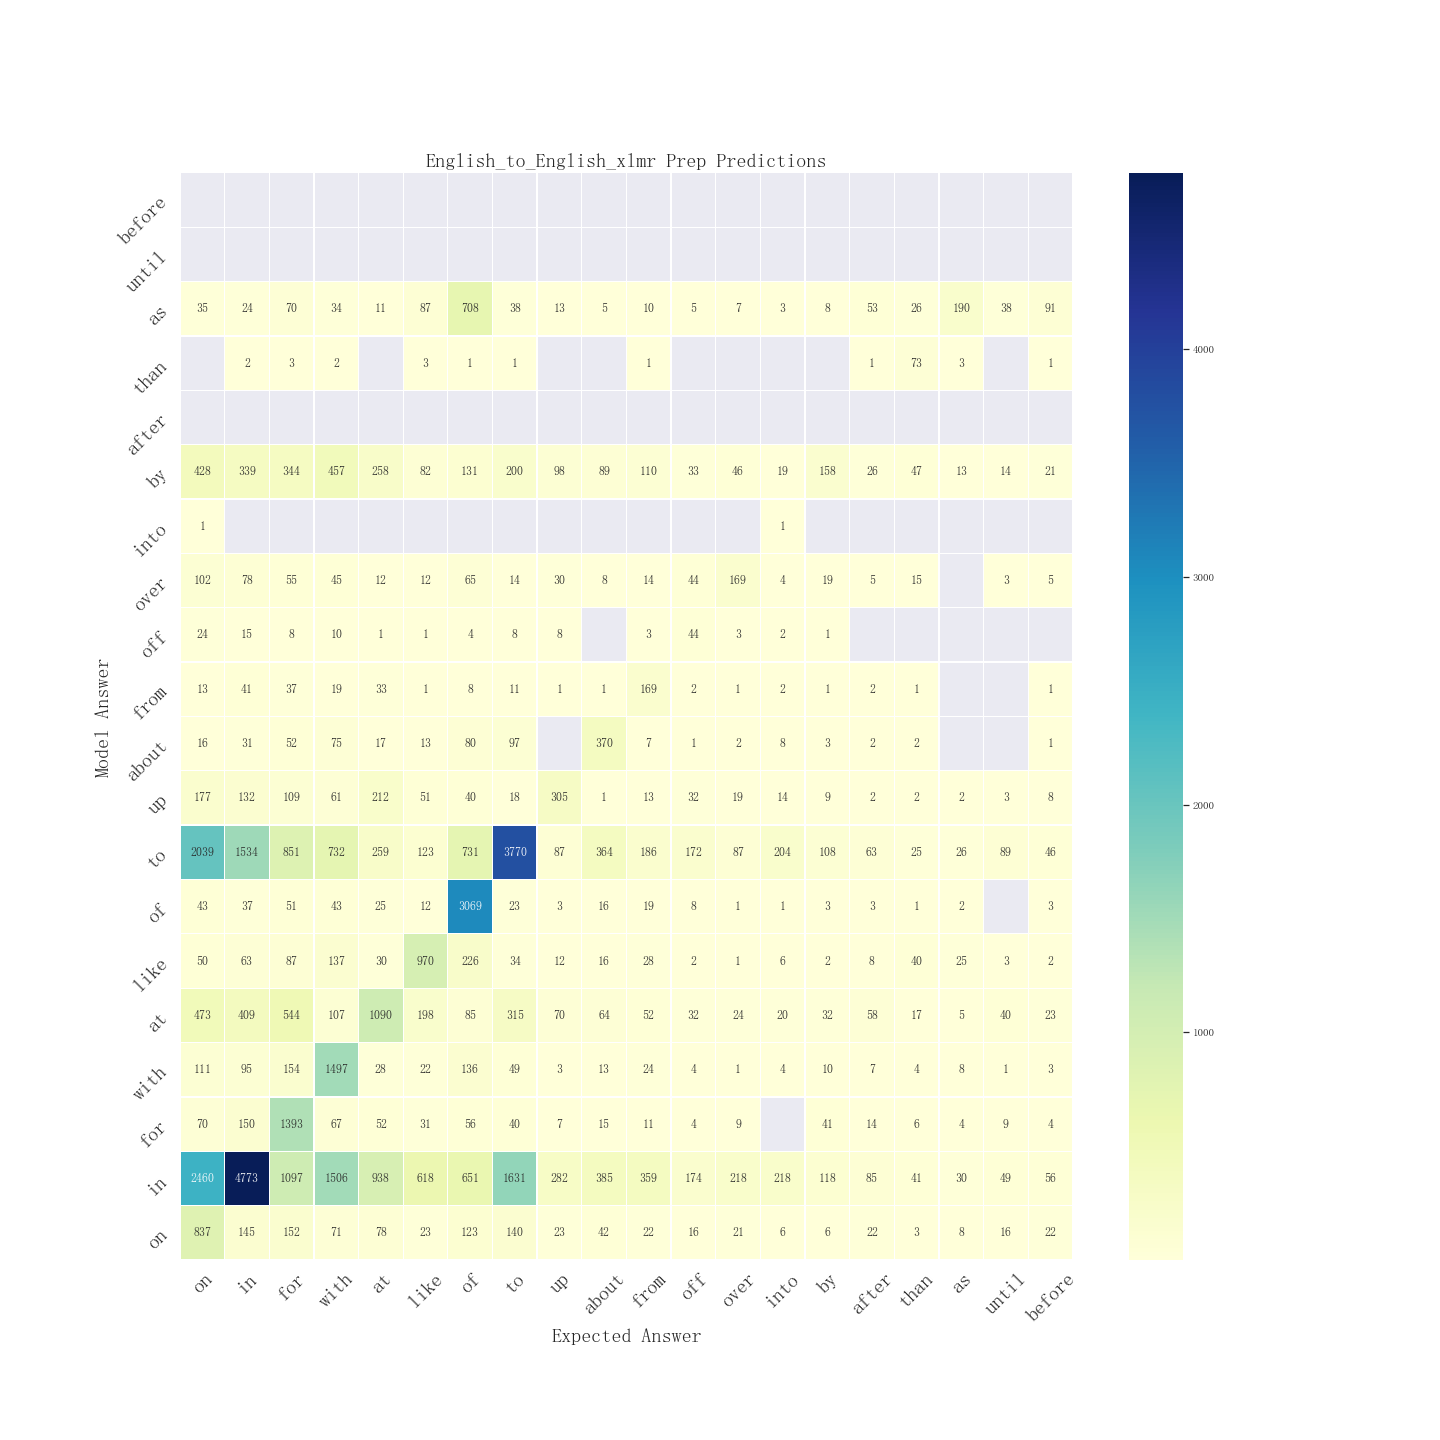 English_to_English_xlmr Prep Predictions
before
until
as 35 24 70 34 11 87 708 38 13 5 10 5 7 3 8 53 26 190 38 91
than 2 3 2 3 1 1 1 1 73 3 1
after
by 428 339 344 457 258 82 131 200 98 89 110 33 46 19 158 26 47 13 14 21
into 1 1
over 102 78 55 45 12 12 65 14 30 8 14 44 169 4 19 5 15 3 5
off 24 15 8 10 1 1 4 8 8 3 44 3 2 1
from 13 41 37 19 33 1 8 11 1 1 169 2 1 2 1 2 1 1
about 16 31 52 75 17 13 80 97 370 7 1 2 8 3 2 2 1
up 177 132 109 61 212 51 40 18 305 1 13 32 19 14 9 2 2 2 3 8
to 2039 1534 851 732 259 123 731 3770 87 364 186 172 87 204 108 63 25 26 89 46
of 43 37 51 43 25 12 3069 23 3 16 19 8 1 1 3 3 1 2 3
like 50 63 87 137 30 970 226 34 12 16 28 2 1 6 2 8 40 25 3 2
at 473 409 544 107 1090 198 85 315 70 64 52 32 24 20 32 58 17 5 40 23
with 111 95 154 1497 28 22 136 49 3 13 24 4 1 4 10 7 4 8 1 3
for 70 150 1393 67 52 31 56 40 7 15 11 4 9 41 14 6 4 9 4
in 2460 4773 1097 1506 938 618 651 1631 282 385 359 174 218 218 118 85 41 30 49 56
on 837 145 152 71 78 23 123 140 23 42 22 16 21 6 6 22 3 8 16 22
on in for with at like of to up about from off over into by after than as until before
Expected Answer
Model Answer
4000
3000
2000
1000